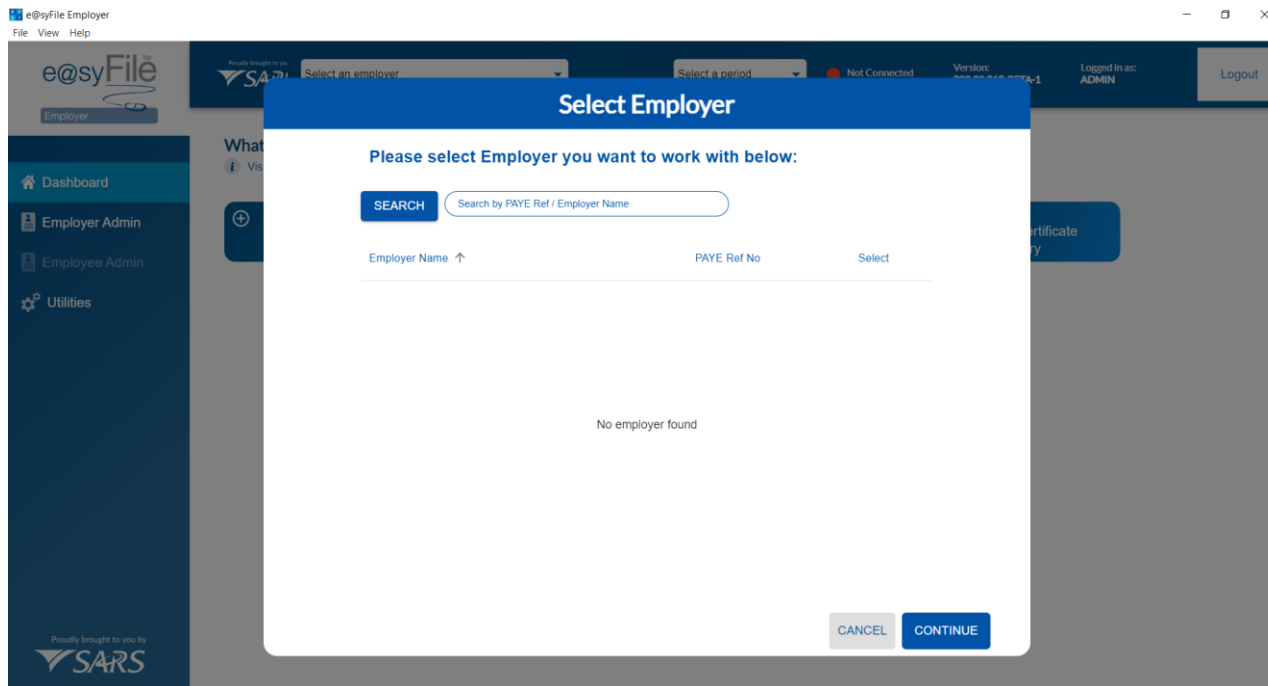 e@syFile Employer
File View Help
e@syFile™
Employer
Proudly brought to you
SARS
Select an employer
Select a period
Not Connected
Version:
Logged in as:
ADMIN
Logout
Select Employer
What
Vis
Please select Employer you want to work with below:
Dashboard
Employer Admin
Employee Admin
Utilities
SEARCH
Search by PAYE Ref / Employer Name
Employer Name
PAYE Ref No
Select
No employer found
CANCEL
CONTINUE
Proudly brought to you by
SARS